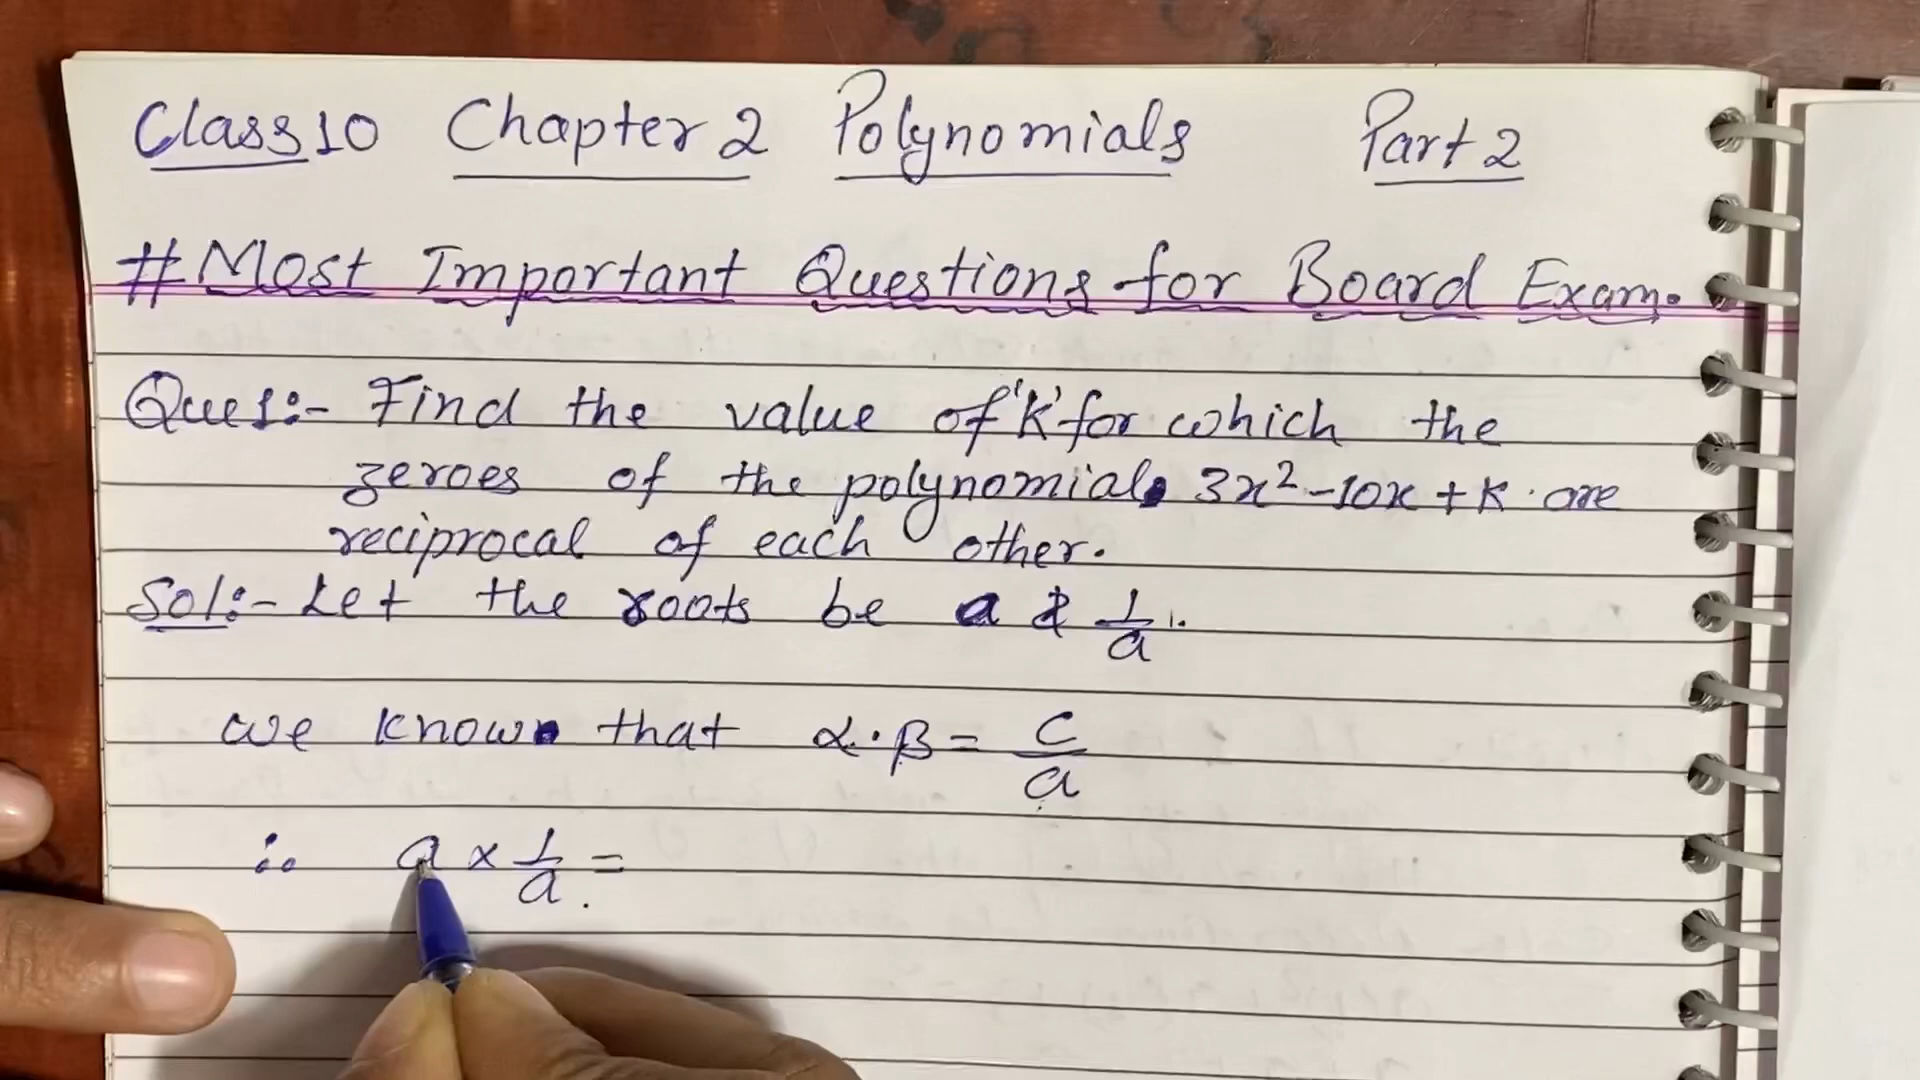 Class 10 Chapter 2 Polynomials Part 2
# Most Important Questions for Board Exam.
Ques1:- Find the value of 'K' for which the
zeroes of the polynomial 3x²-10x+K are
reciprocal of each other.
Sol:- Let the roots be a & 1/a.
we know that α·β = c/a
∴ a × 1/a =